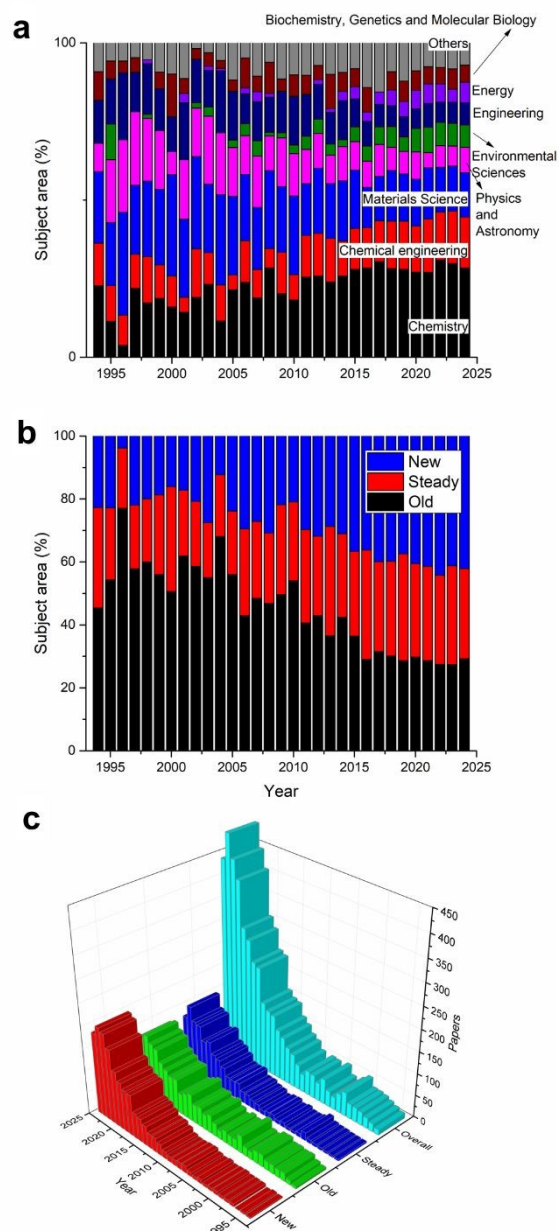 a
Biochemistry, Genetics and Molecular Biology
100
Others
Energy
Engineering
Environmental
Sciences
Materials Science
Physics
and
Astronomy
Chemical engineering
Chemistry
0
Subject area (%)
1995 2000 2005 2010 2015 2020 2025
b
100
80
60
40
20
0
Subject area (%)
New
Steady
Old
1995 2000 2005 2010 2015 2020 2025
Year
c
450
400
350
300
250
200
150
100
50
0
Papers
2025
2020
2015
2010
2005
2000
1995
Year
Overall
Steady
Old
New